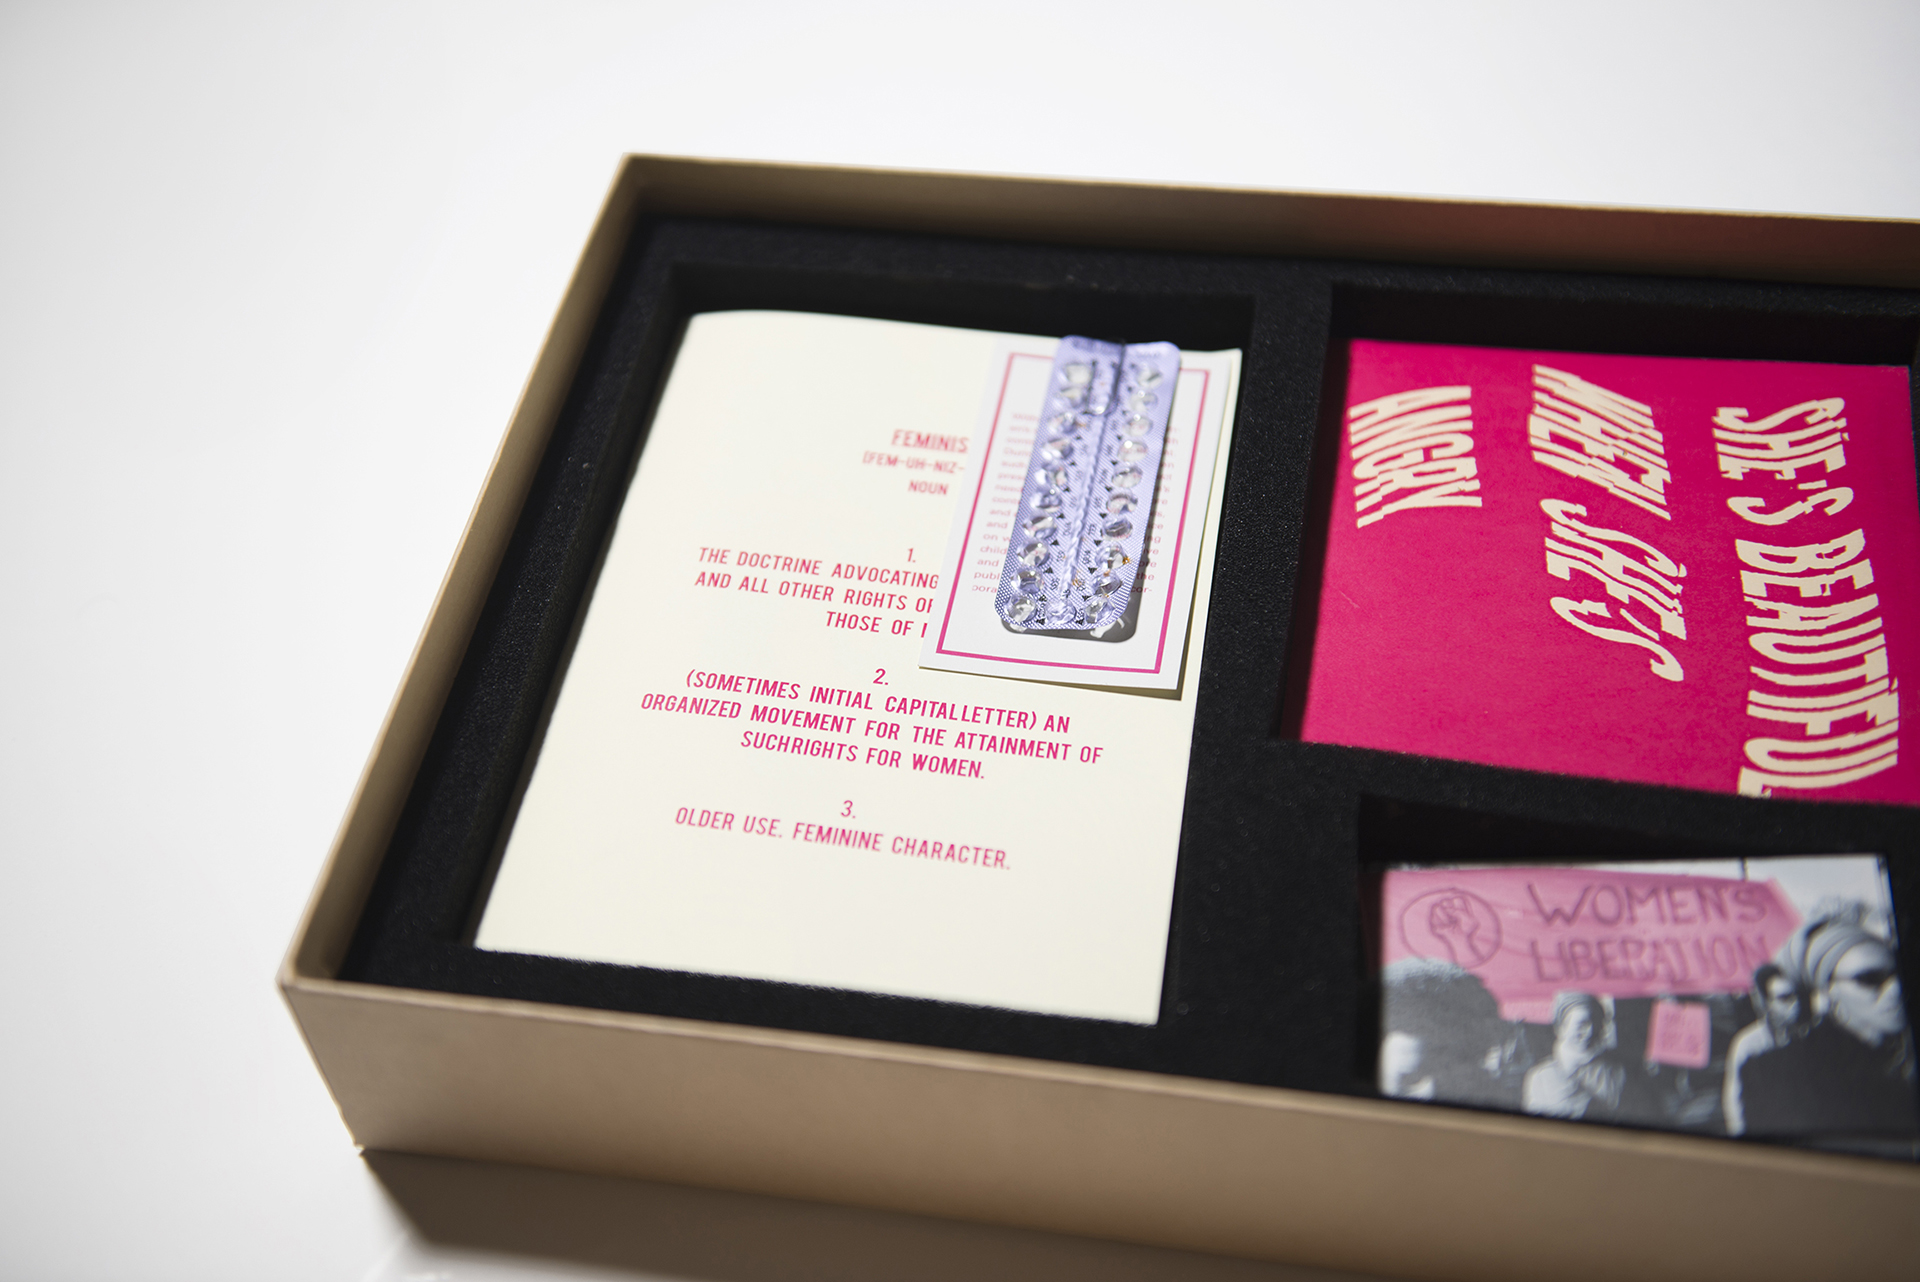 FEMINIS
(FEM-UH-NIZ-
NOUN
1.
THE DOCTRINE ADVOCATING
AND ALL OTHER RIGHTS OF
THOSE OF
2.
(SOMETIMES INITIAL CAPITALLETTER) AN
ORGANIZED MOVEMENT FOR THE ATTAINMENT OF
SUCHRIGHTS FOR WOMEN.
3.
OLDER USE. FEMININE CHARACTER.
SHE'S BEAUTIFUL
WHEN SHE'S
ANGRY
WOMEN'S
LIBERATION